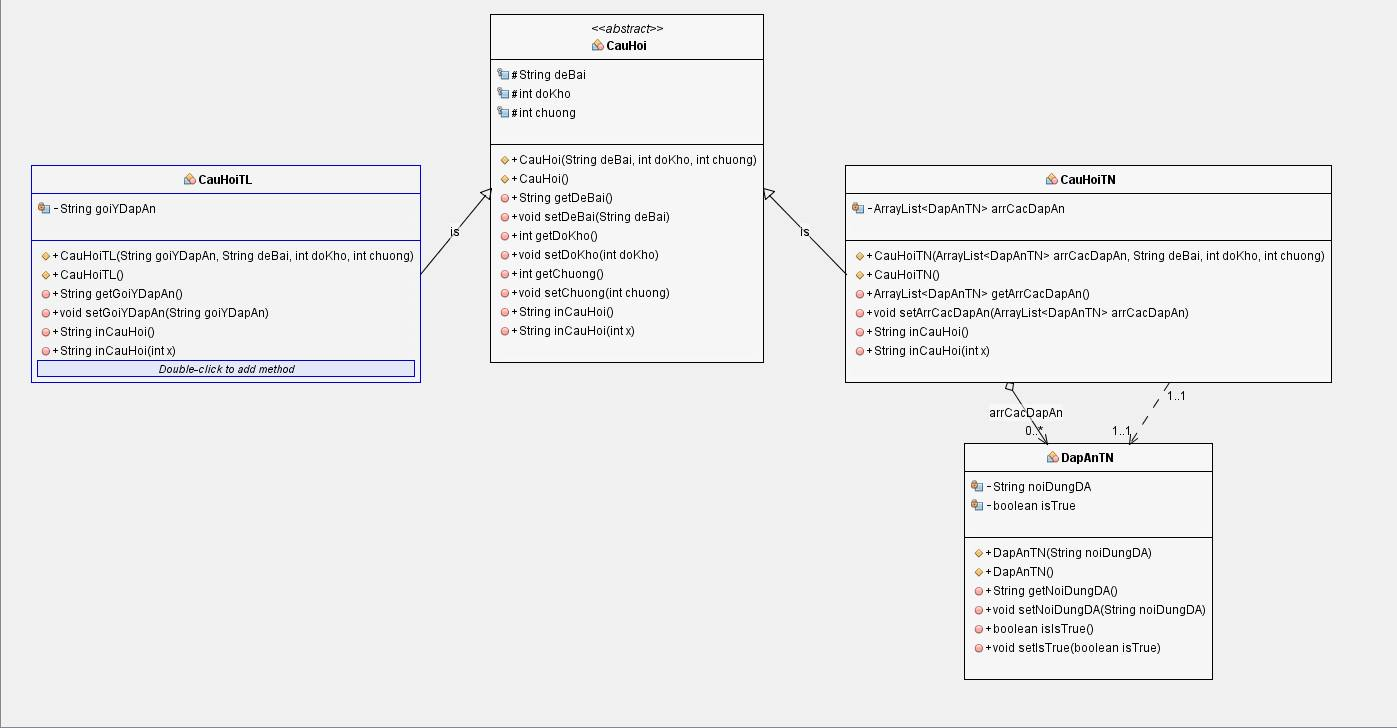 <<abstract>>
CauHoi
# String deBai
# int doKho
# int chuong
+ CauHoi(String deBai, int doKho, int chuong)
+ CauHoi()
+ String getDeBai()
+ void setDeBai(String deBai)
+ int getDoKho()
+ void setDoKho(int doKho)
+ int getChuong()
+ void setChuong(int chuong)
+ String inCauHoi()
+ String inCauHoi(int x)
CauHoiTL
- String goiYDapAn
+ CauHoiTL(String goiYDapAn, String deBai, int doKho, int chuong)
+ CauHoiTL()
+ String getGoiYDapAn()
+ void setGoiYDapAn(String goiYDapAn)
+ String inCauHoi()
+ String inCauHoi(int x)
Double-click to add method
is
is
CauHoiTN
- ArrayList<DapAnTN> arrCacDapAn
+ CauHoiTN(ArrayList<DapAnTN> arrCacDapAn, String deBai, int doKho, int chuong)
+ CauHoiTN()
+ ArrayList<DapAnTN> getArrCacDapAn()
+ void setArrCacDapAn(ArrayList<DapAnTN> arrCacDapAn)
+ String inCauHoi()
+ String inCauHoi(int x)
1..1
arrCacDapAn
0..*
1..1
DapAnTN
- String noiDungDA
- boolean isTrue
+ DapAnTN(String noiDungDA)
+ DapAnTN()
+ String getNoiDungDA()
+ void setNoiDungDA(String noiDungDA)
+ boolean isIsTrue()
+ void setIsTrue(boolean isTrue)